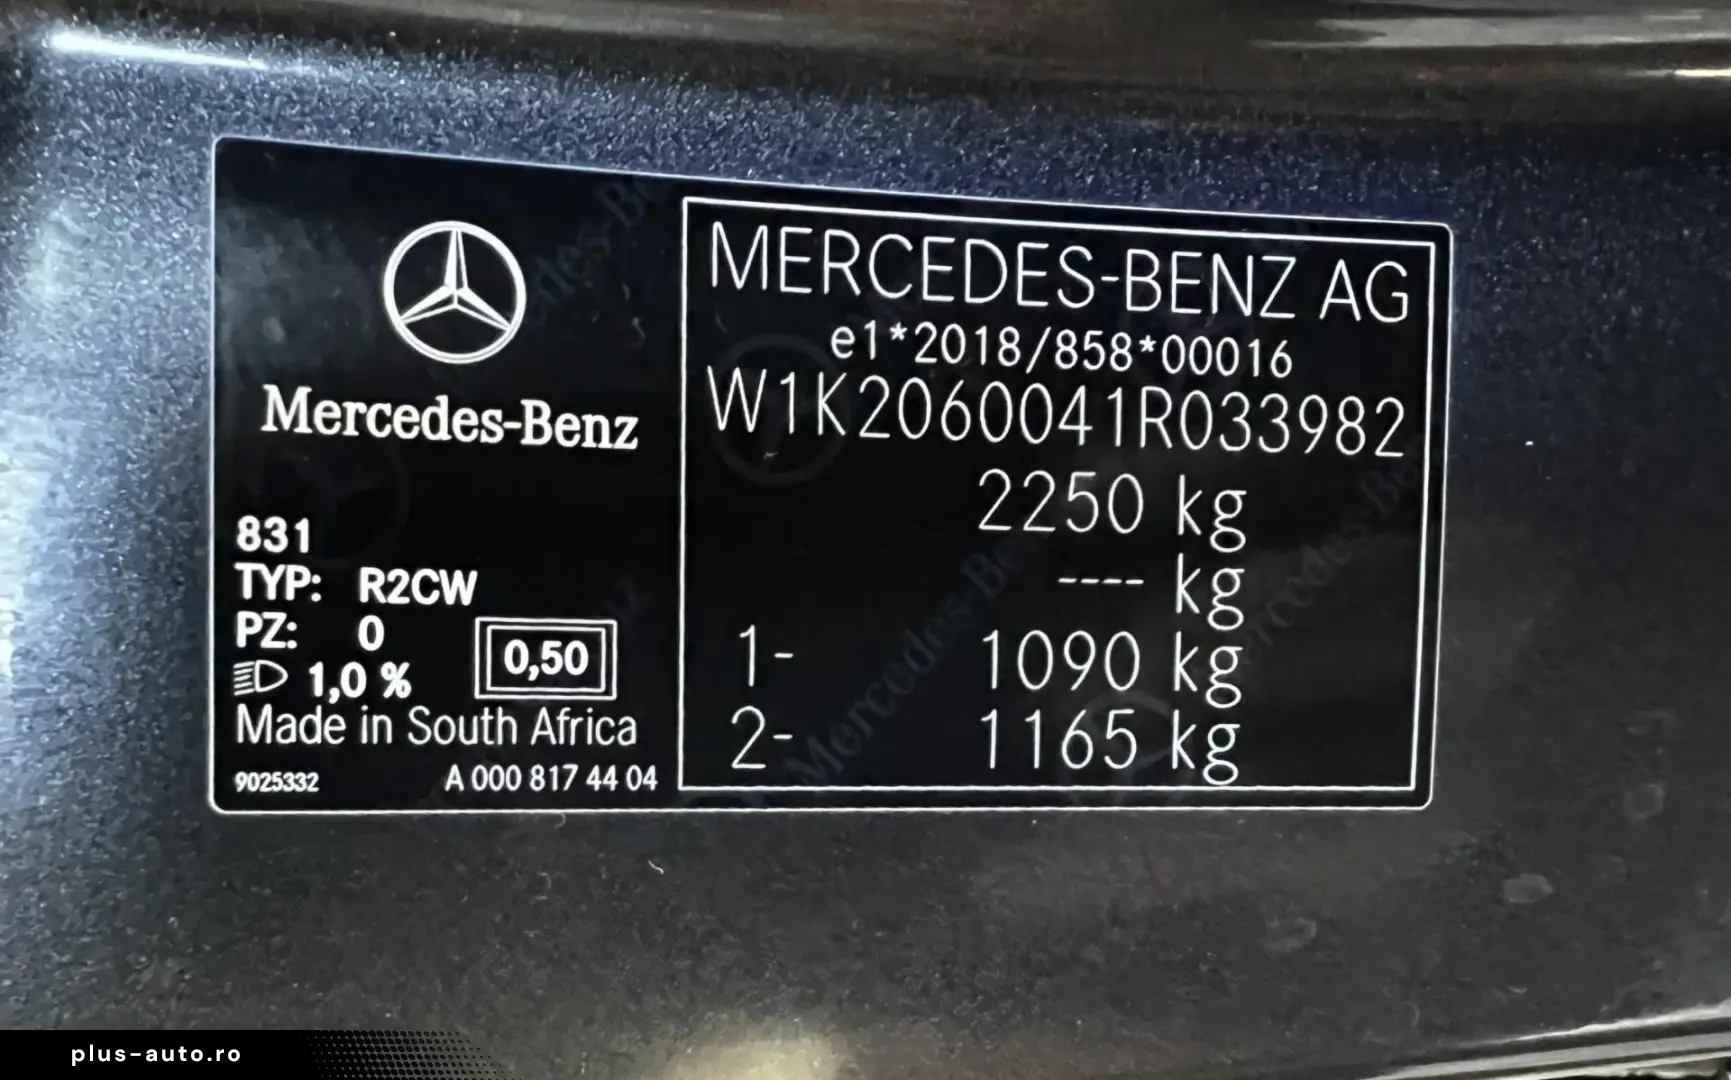 Mercedes-Benz
831
TYP: R2CW
PZ: 0
1,0 %
0,50
Made in South Africa
9025332 A 000 817 44 04
MERCEDES-BENZ AG
e1*2018/858*00016
W1K2060041R033982
2250 kg
---- kg
1- 1090 kg
2- 1165 kg
plus-auto.ro